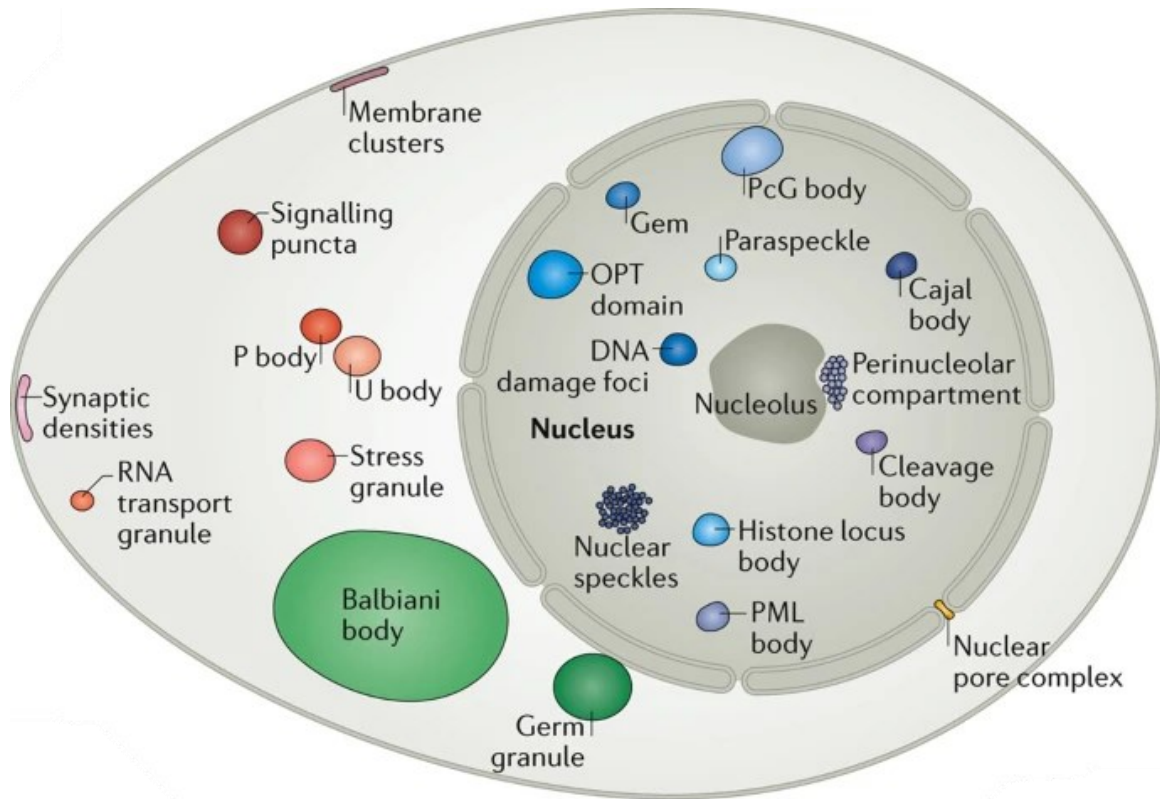 Membrane
clusters
Signalling
puncta
P body
U body
Synaptic
densities
RNA
transport
granule
Stress
granule
Balbiani
body
Germ
granule
PcG body
Gem
Paraspeckle
OPT
domain
Cajal
body
DNA
damage foci
Nucleolus
Perinucleolar
compartment
Nucleus
Cleavage
body
Nuclear
speckles
Histone locus
body
PML
body
Nuclear
pore complex